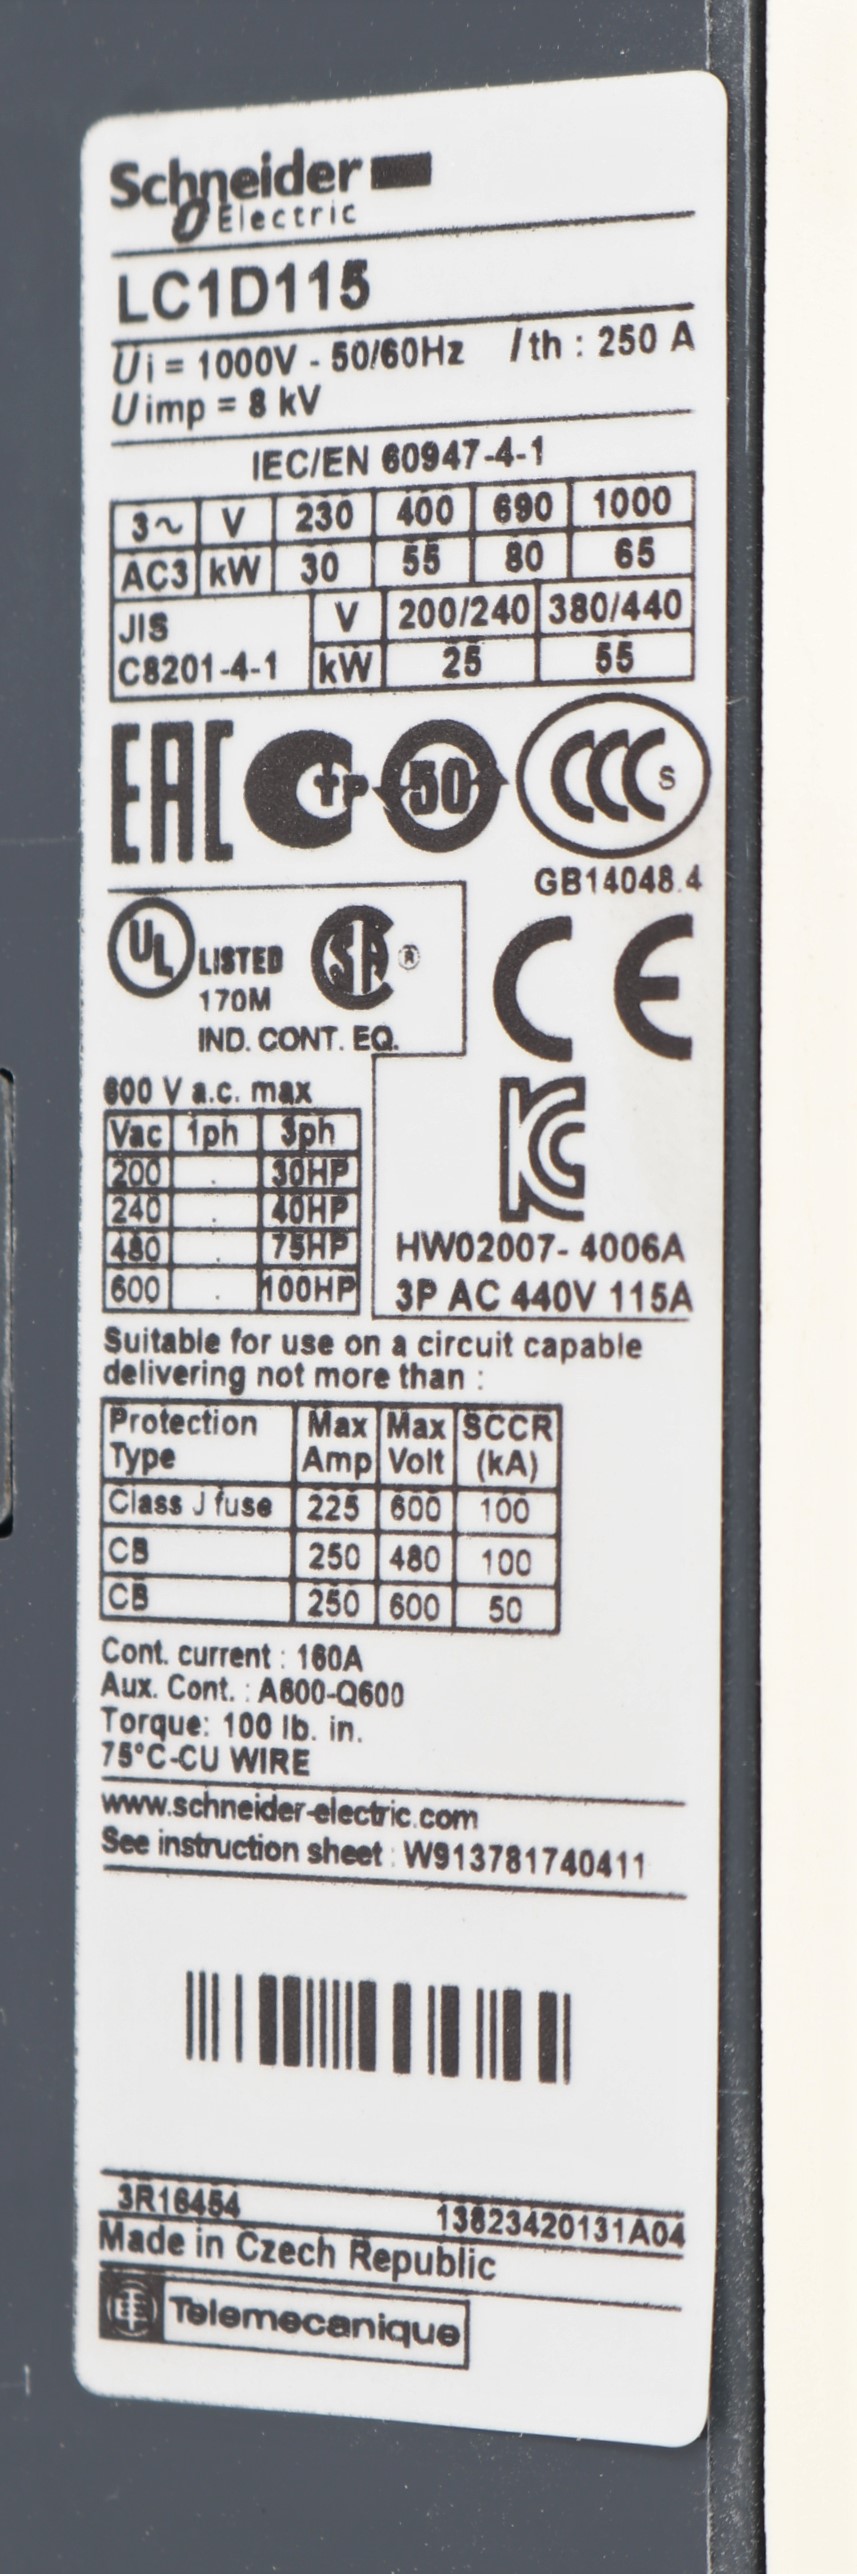 Schneider
Electric
LC1D115
Ui = 1000V - 50/60Hz Ith : 250 A
Uimp = 8 kV
IEC/EN 60947-4-1
3~ V 230 400 690 1000
AC3 kW 30 55 80 65
JIS C8201-4-1 V 200/240 380/440
kW 25 55
EAC
50
CCC S
GB14048.4
UL LISTED SA ®
170M
IND. CONT. EQ.
CE
600 V a.c. max
Vac 1ph 3ph
200 . 30HP
240 . 40HP
480 . 75HP
600 . 100HP
KC
HW02007- 4006A
3P AC 440V 115A
Suitable for use on a circuit capable
delivering not more than :
Protection Type Max Amp Max Volt SCCR (kA)
Class J fuse 225 600 100
CB 250 480 100
CB 250 600 50
Cont. current : 160A
Aux. Cont. : A600-Q600
Torque: 100 lb. in.
75°C-CU WIRE
www.schneider-electric.com
See instruction sheet : W913781740411
3R16454 13823420131A04
Made in Czech Republic
Telemecanique